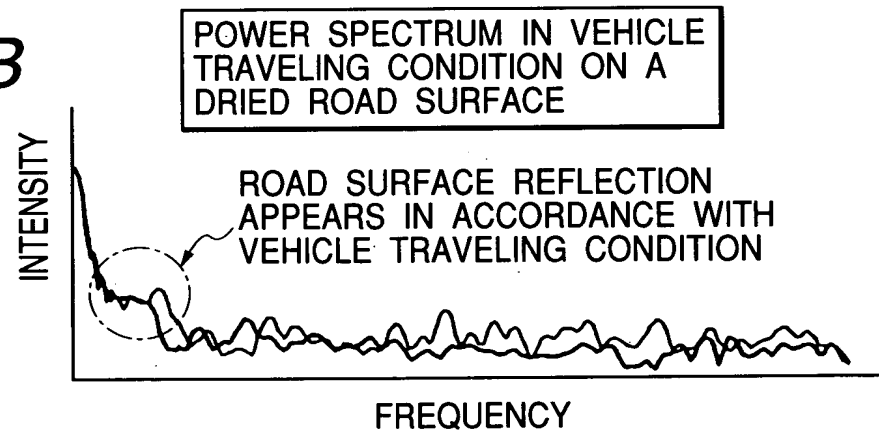 B
POWER SPECTRUM IN VEHICLE
TRAVELING CONDITION ON A
DRIED ROAD SURFACE
INTENSITY
ROAD SURFACE REFLECTION
APPEARS IN ACCORDANCE WITH
VEHICLE TRAVELING CONDITION
FREQUENCY